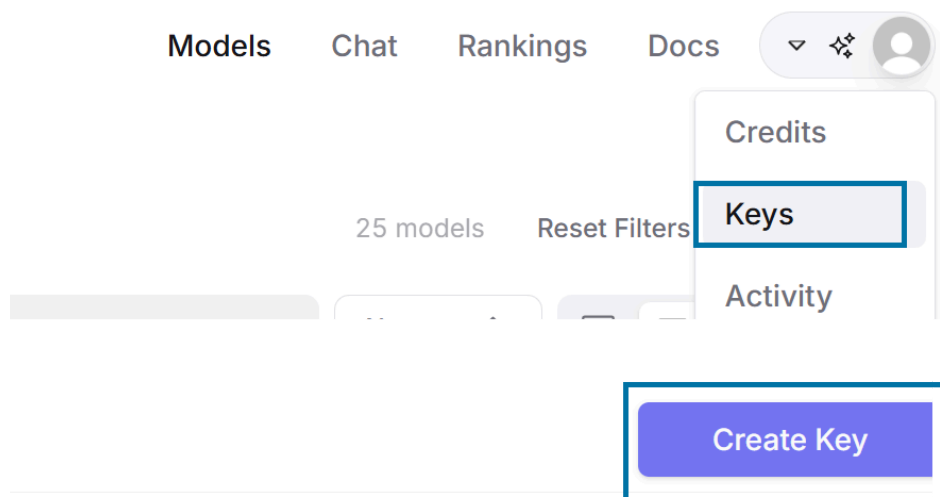 Models Chat Rankings Docs
Credits
Keys
25 models Reset Filters
Activity
Create Key